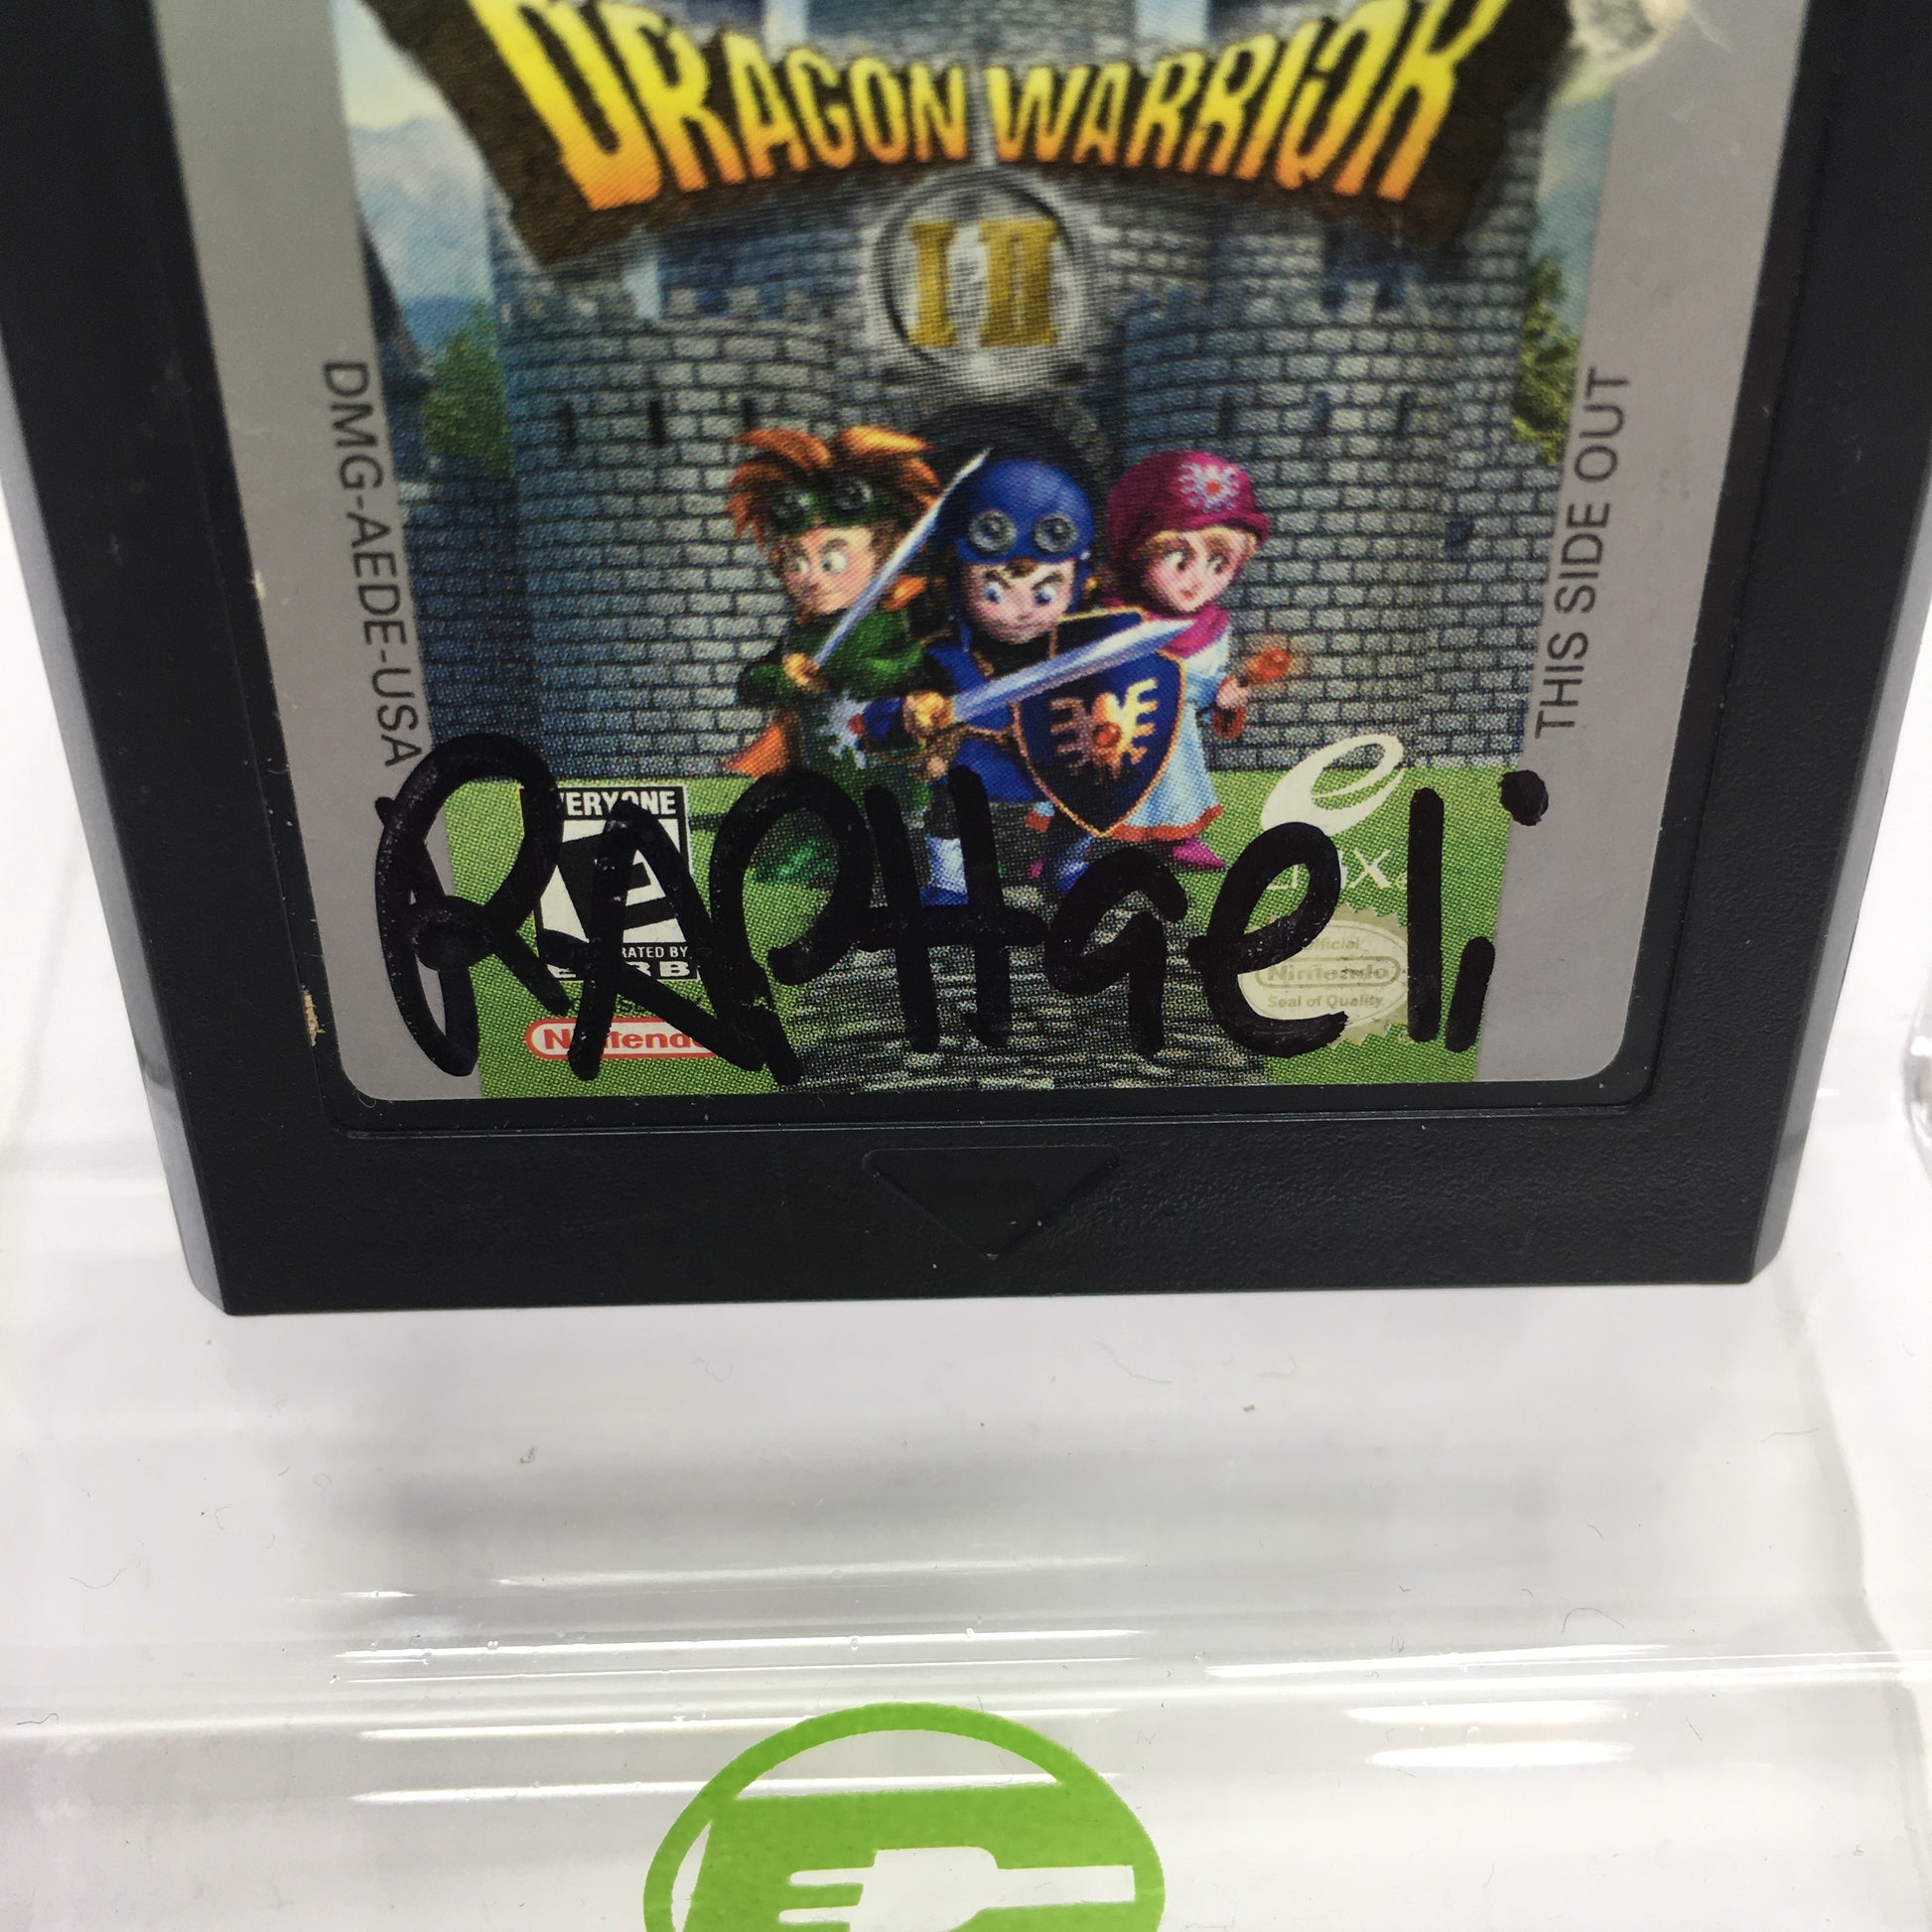 DRAGON WARRIOR
I II
DMG-AEDE-USA
THIS SIDE OUT
EVERYONE
E
RATED BY
ESRB
Nintendo
enix
Official
Nintendo
Seal of Quality
RAPHaeli